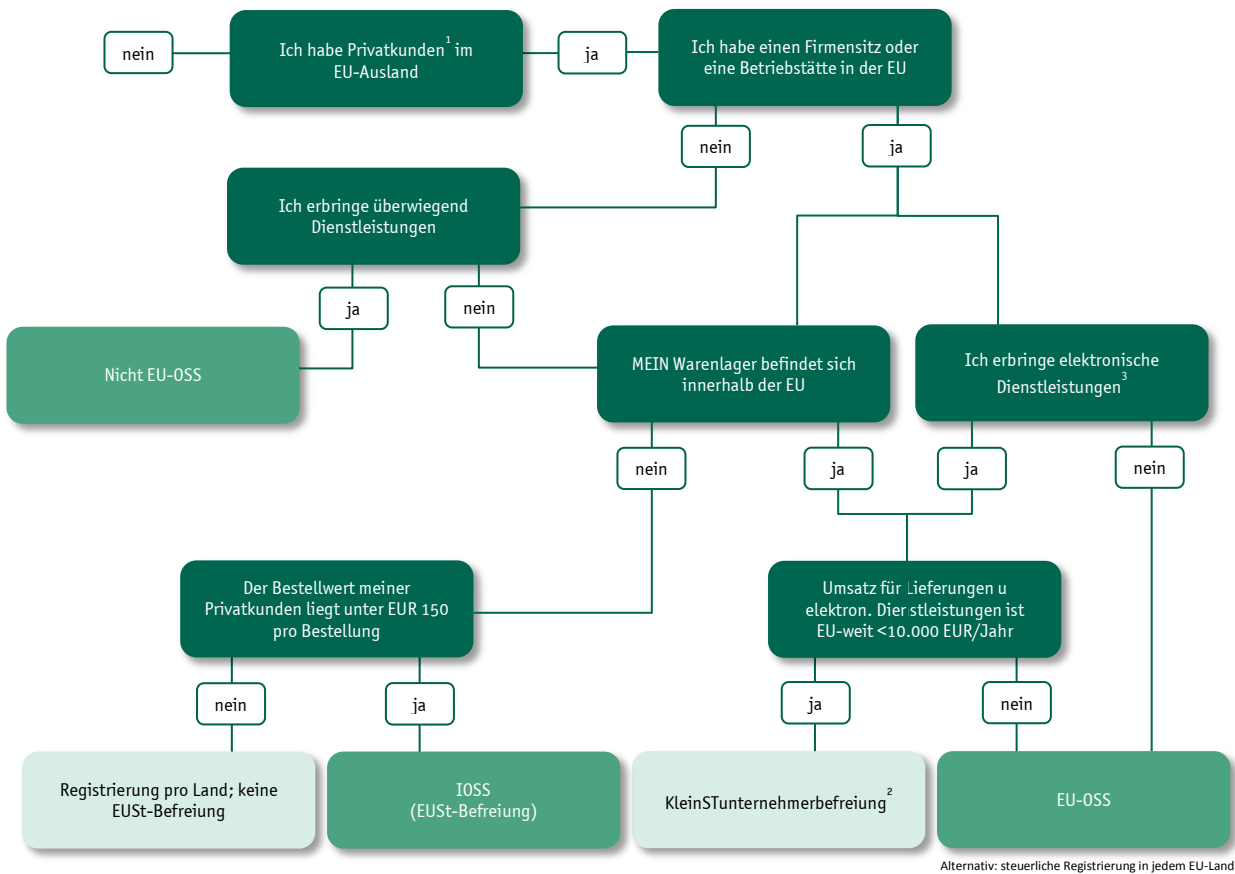 nein
Ich habe Privatkunden¹ im
EU-Ausland
ja
Ich habe einen Firmensitz oder
eine Betriebstätte in der EU
nein
ja
Ich erbringe überwiegend
Dienstleistungen
ja
nein
Nicht EU-OSS
MEIN Warenlager befindet sich
innerhalb der EU
Ich erbringe elektronische
Dienstleistungen³
nein
ja
ja
nein
Der Bestellwert meiner
Privatkunden liegt unter EUR 150
pro Bestellung
Umsatz für Lieferungen u
elektron. Dier stleistungen ist
EU-weit <10.000 EUR/Jahr
nein
ja
ja
nein
Registrierung pro Land; keine
EUSt-Befreiung
IOSS
(EUSt-Befreiung)
KleinSTunternehmerbefreiung²
EU-OSS
Alternativ: steuerliche Registrierung in jedem EU-Land